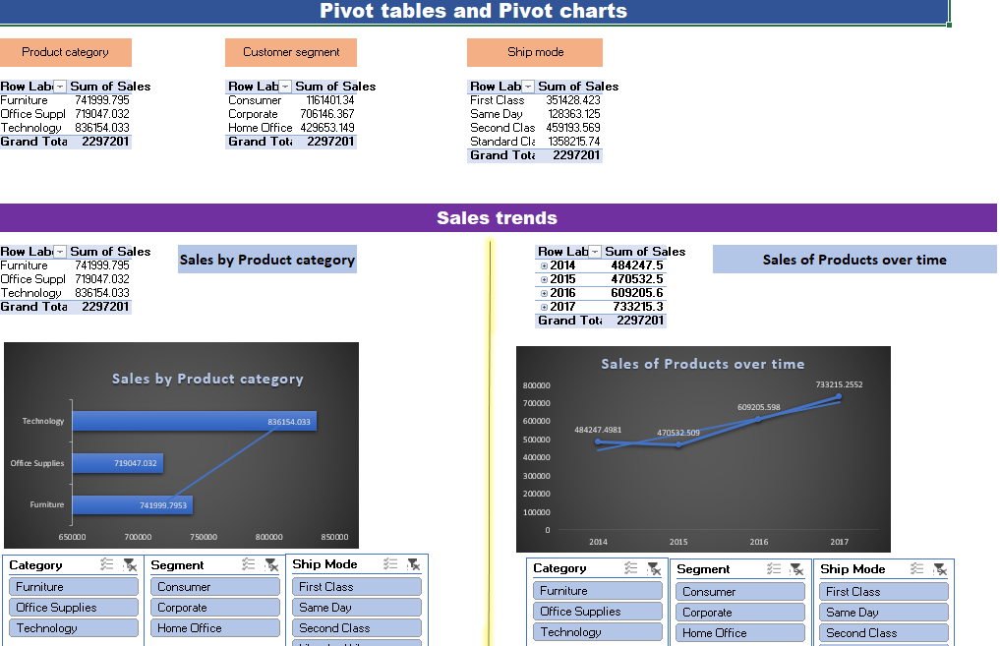 Pivot tables and Pivot charts
Product category
Customer segment
Ship mode
Row Lab Sum of Sales
Furniture 741999.795
Office Suppl 719047.032
Technology 836154.033
Grand Tota 2297201
Row Lab Sum of Sales
Consumer 1161401.34
Corporate 706146.367
Home Office 429653.149
Grand Tot 2297201
Row Lab Sum of Sales
First Class 351428.423
Same Day 128363.125
Second Clas 459193.569
Standard Cla 1358215.74
Grand Tot 2297201
Sales trends
Row Lab Sum of Sales
Furniture 741999.795
Office Suppl 719047.032
Technology 836154.033
Grand Tota 2297201
Sales by Product category
Row Lab Sum of Sales
2014 484247.5
2015 470532.5
2016 609205.6
2017 733215.3
Grand Tot 2297201
Sales of Products over time
Sales by Product category
Technology 836154.033
Office Supplies 719047.032
Furniture 741999.7953
650000 700000 750000 800000 850000
Sales of Products over time
800000
700000
600000
500000
400000
300000
200000
100000
0
484247.4981
470532.509
609205.598
733215.2552
2014 2015 2016 2017
Category
Furniture
Office Supplies
Technology
Segment
Consumer
Corporate
Home Office
Ship Mode
First Class
Same Day
Second Class
Category
Furniture
Office Supplies
Technology
Segment
Consumer
Corporate
Home Office
Ship Mode
First Class
Same Day
Second Class